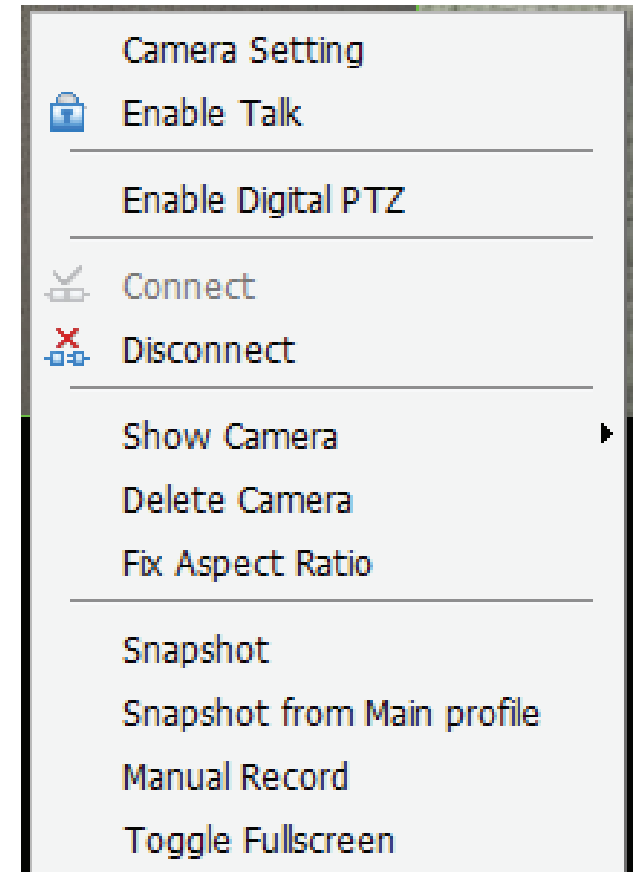 Camera Setting
Enable Talk
Enable Digital PTZ
Connect
Disconnect
Show Camera
Delete Camera
Fix Aspect Ratio
Snapshot
Snapshot from Main profile
Manual Record
Toggle Fullscreen